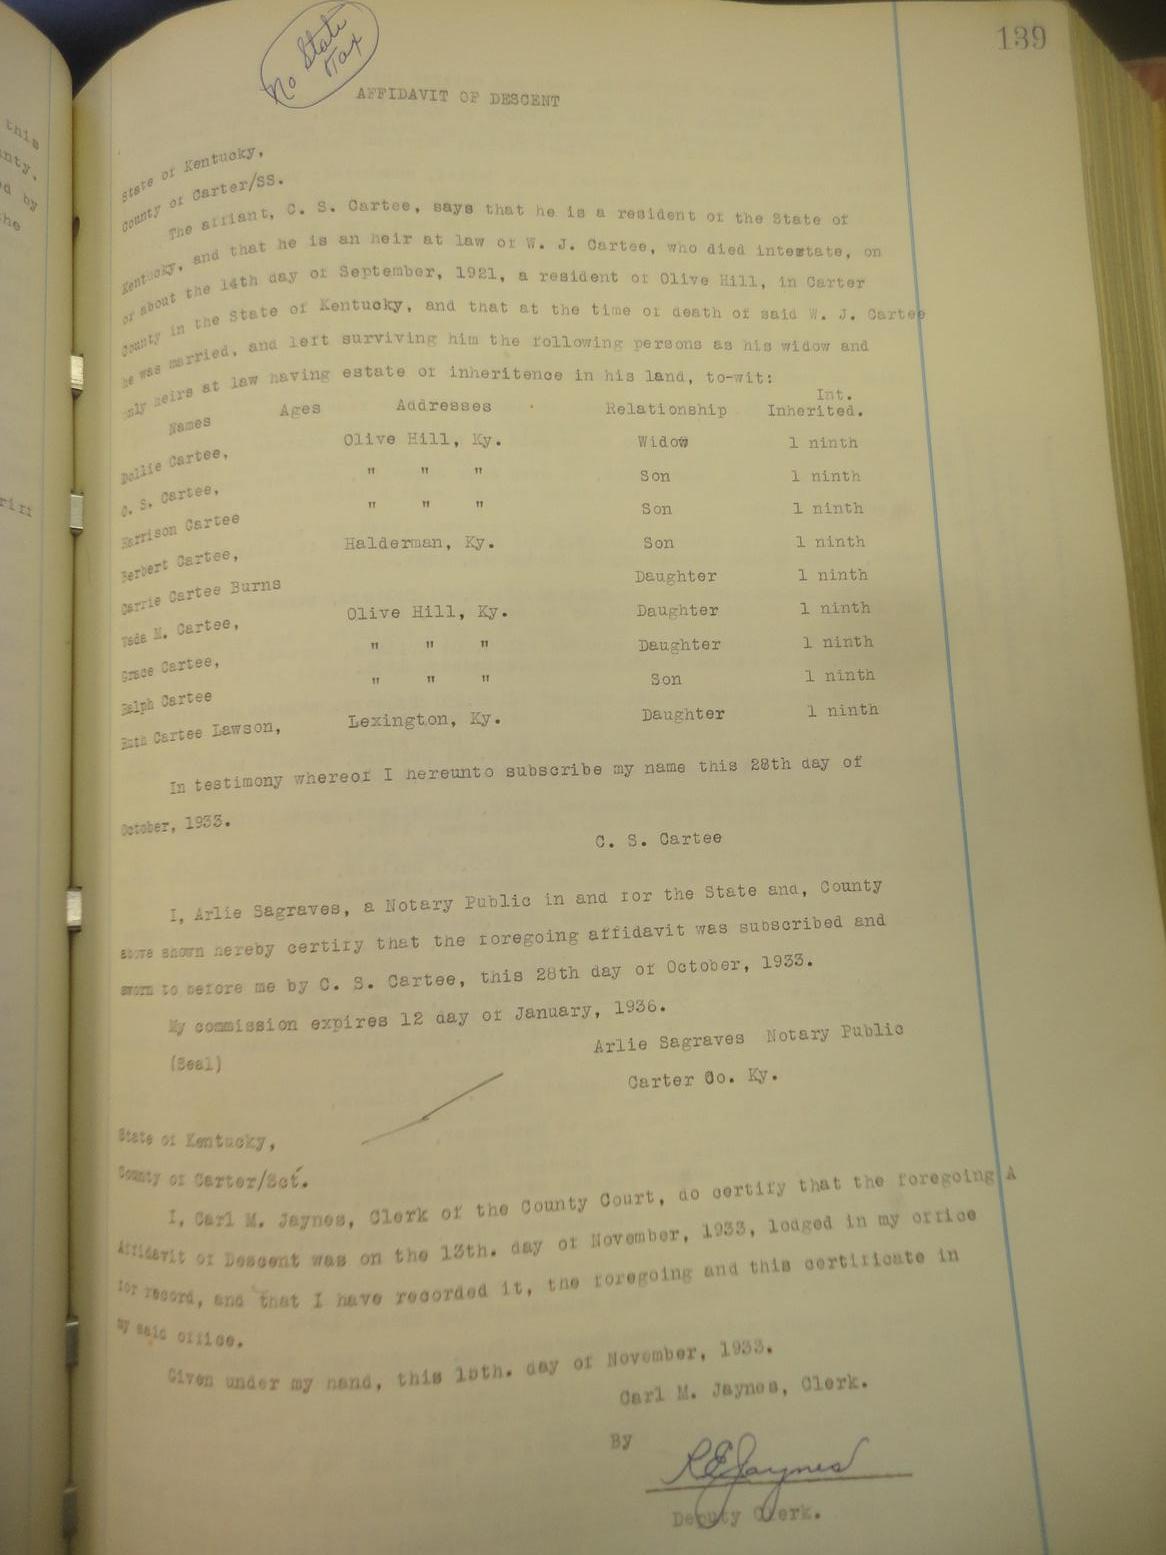 139
No State
Tax
AFFIDAVIT OF DESCENT
State of Kentucky,
County of Carter/SS.
The affiant, C. S. Cartee, says that he is a resident of the State of
Kentucky, and that he is an heir at law of W. J. Cartee, who died intestate, on
or about the 14th day of September, 1921, a resident of Olive Hill, in Carter
County in the State of Kentucky, and that at the time of death of said W. J. Cartee
he was married, and left surviving him the following persons as his widow and
only heirs at law having estate of inheritence in his land, to-wit:
Int.
Names Ages Addresses Relationship Inherited.
Dollie Cartee, Olive Hill, Ky. Widow 1 ninth
C. S. Cartee, " " " Son 1 ninth
Harrison Cartee " " " Son 1 ninth
Herbert Cartee, Halderman, Ky. Son 1 ninth
Carrie Cartee Burns Daughter 1 ninth
M. Cartee, Olive Hill, Ky. Daughter 1 ninth
Grace Cartee, " " " Daughter 1 ninth
Ralph Cartee " " " Son 1 ninth
Ruth Cartee Lawson, Lexington, Ky. Daughter 1 ninth
In testimony whereof I hereunto subscribe my name this 28th day of
October, 1933.
C. S. Cartee
I, Arlie Sagraves, a Notary Public in and for the State and, County
above shown hereby certify that the foregoing affidavit was subscribed and
sworn to before me by C. S. Cartee, this 28th day of October, 1933.
My commission expires 12 day of January, 1936.
(Seal)
Arlie Sagraves Notary Public
Carter Co. Ky.
State of Kentucky,
County of Carter/Sct.
I, Carl M. Jaynes, Clerk of the County Court, do certify that the foregoing A
Affidavit of Descent was on the 13th. day of November, 1933, lodged in my office
for record, and that I have recorded it, the foregoing and this certificate in
my said office.
Given under my hand, this day of November, 1933.
Carl M. Jaynes, Clerk.
By
R E Jaynes
Deputy Clerk.